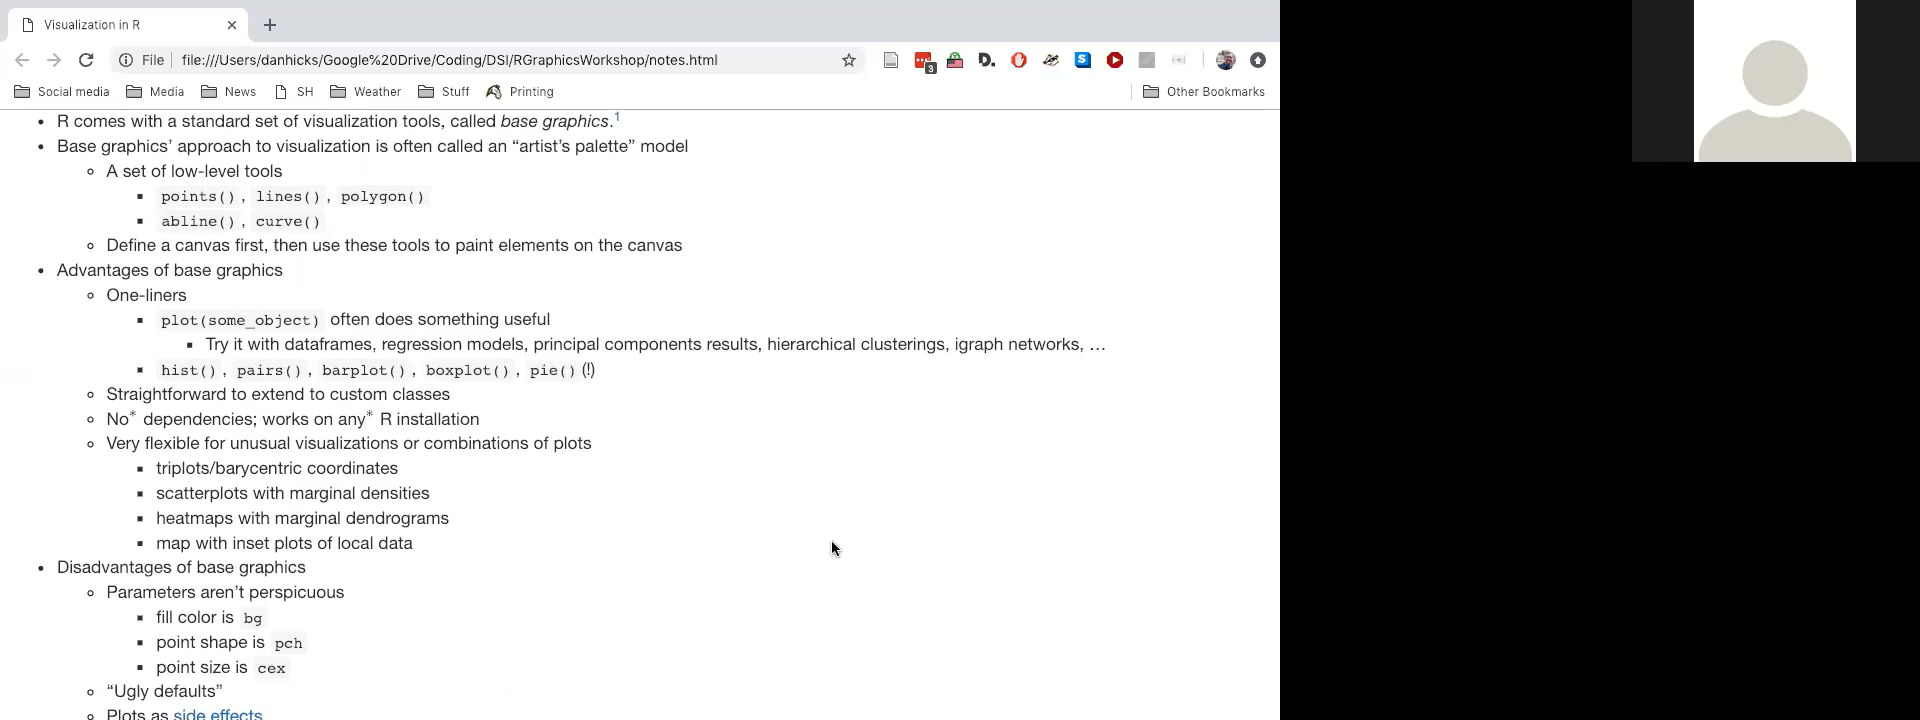 Visualization in R
File
file:///Users/danhicks/Google%20Drive/Coding/DSI/RGraphicsWorkshop/notes.html
3
D.
S
Social media
Media
News
SH
Weather
Stuff
Printing
Other Bookmarks
• R comes with a standard set of visualization tools, called base graphics.1
• Base graphics’ approach to visualization is often called an “artist’s palette” model
◦ A set of low-level tools
▪ points(), lines(), polygon()
▪ abline(), curve()
◦ Define a canvas first, then use these tools to paint elements on the canvas
• Advantages of base graphics
◦ One-liners
▪ plot(some_object) often does something useful
▪ Try it with dataframes, regression models, principal components results, hierarchical clusterings, igraph networks, …
▪ hist(), pairs(), barplot(), boxplot(), pie() (!)
◦ Straightforward to extend to custom classes
◦ No* dependencies; works on any* R installation
◦ Very flexible for unusual visualizations or combinations of plots
▪ triplots/barycentric coordinates
▪ scatterplots with marginal densities
▪ heatmaps with marginal dendrograms
▪ map with inset plots of local data
• Disadvantages of base graphics
◦ Parameters aren’t perspicuous
▪ fill color is bg
▪ point shape is pch
▪ point size is cex
◦ “Ugly defaults”
◦ Plots as side effects